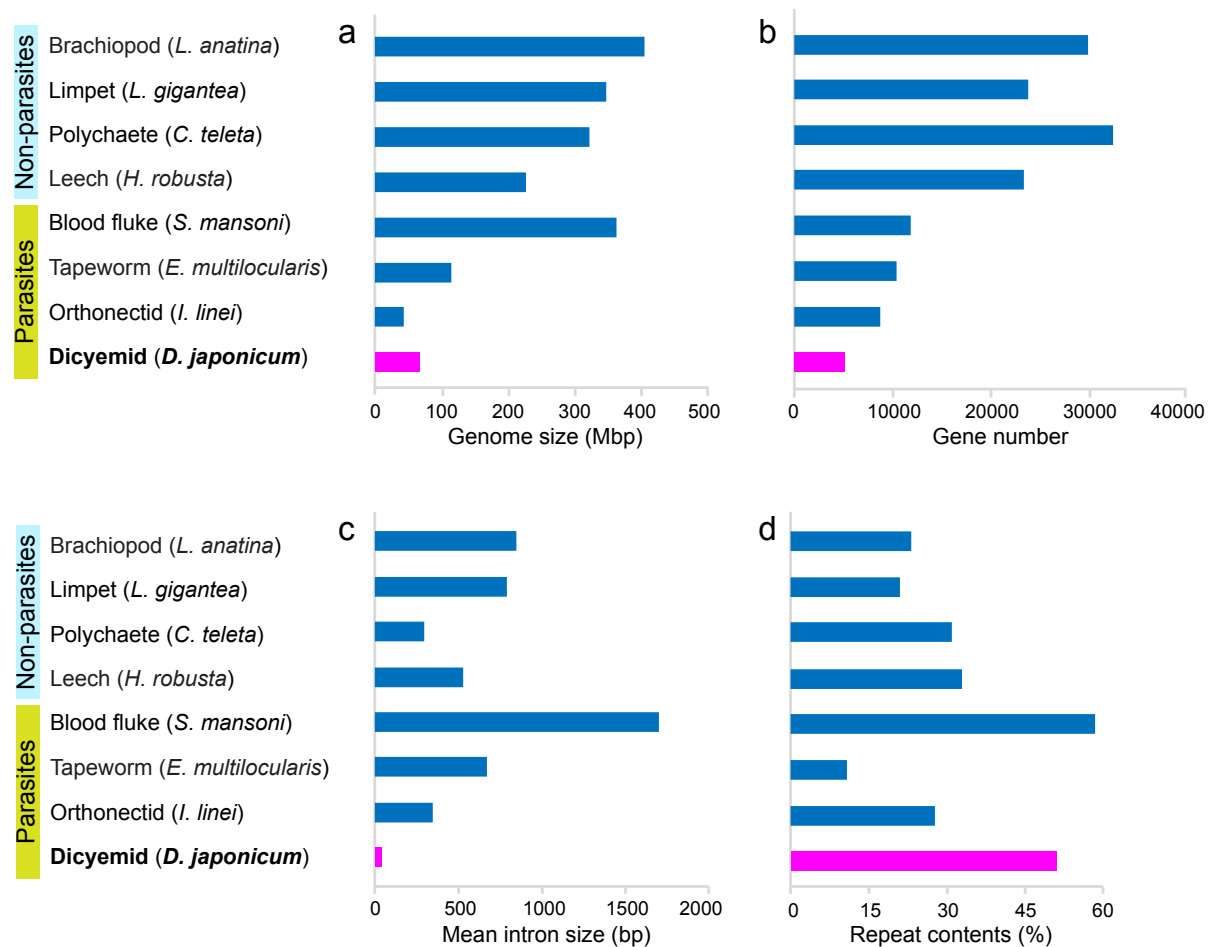 a
Non-parasites
Parasites
Brachiopod (L. anatina)
Limpet (L. gigantea)
Polychaete (C. teleta)
Leech (H. robusta)
Blood fluke (S. mansoni)
Tapeworm (E. multilocularis)
Orthonectid (I. linei)
Dicyemid (D. japonicum)
0 100 200 300 400 500
Genome size (Mbp)
b
0 10000 20000 30000 40000
Gene number
c
Non-parasites
Parasites
Brachiopod (L. anatina)
Limpet (L. gigantea)
Polychaete (C. teleta)
Leech (H. robusta)
Blood fluke (S. mansoni)
Tapeworm (E. multilocularis)
Orthonectid (I. linei)
Dicyemid (D. japonicum)
0 500 1000 1500 2000
Mean intron size (bp)
d
0 15 30 45 60
Repeat contents (%)